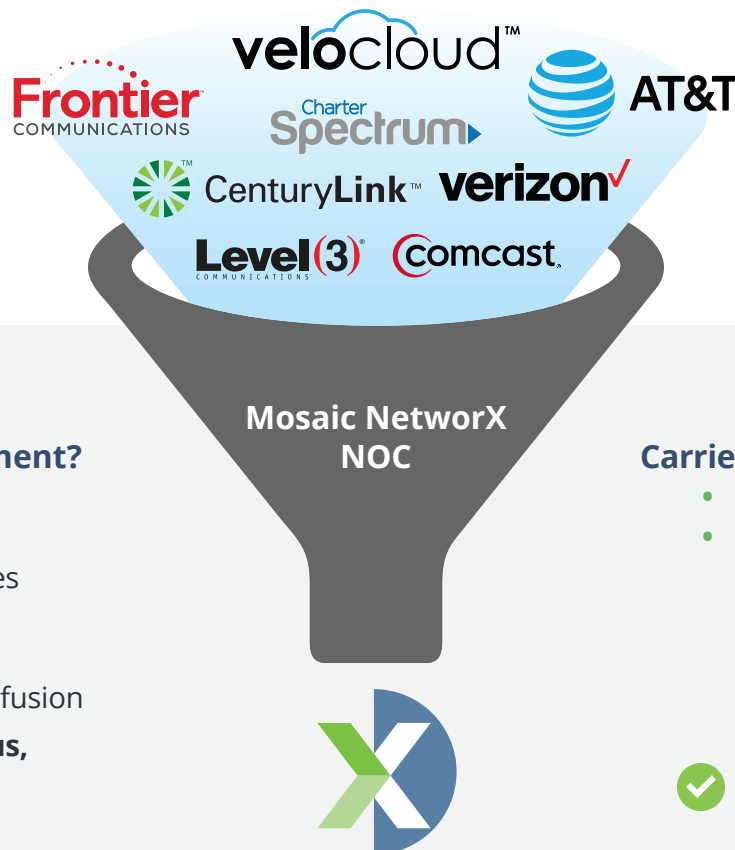 velocloud™
Frontier
COMMUNICATIONS
AT&T
Charter
Spectrum
CenturyLink™
verizon✓
Level(3)®
COMMUNICATIONS
Comcast®
Mosaic NetworX
NOC
nent?
Carrie
es
fusion
us,